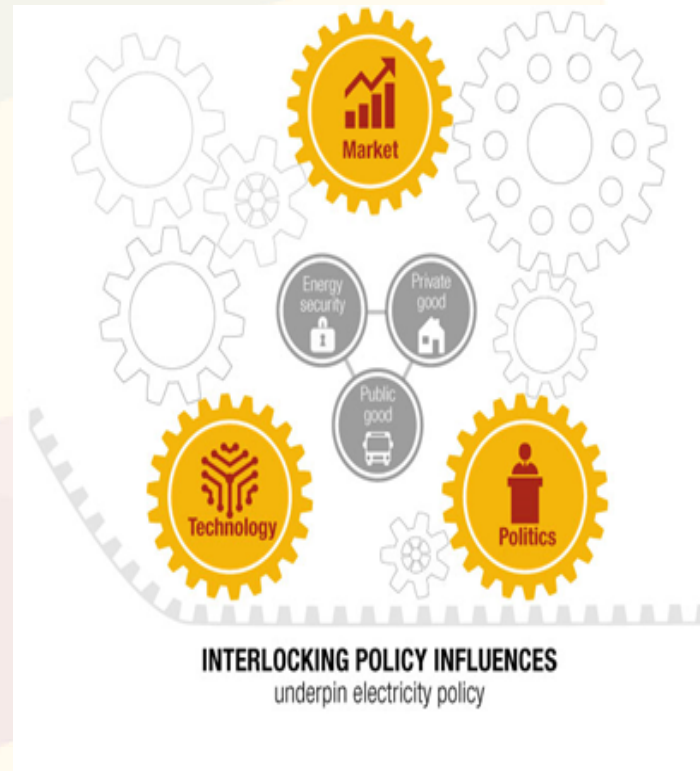 Market
Energy
security
Private
good
Public
good
Technology
Politics
INTERLOCKING POLICY INFLUENCES
underpin electricity policy